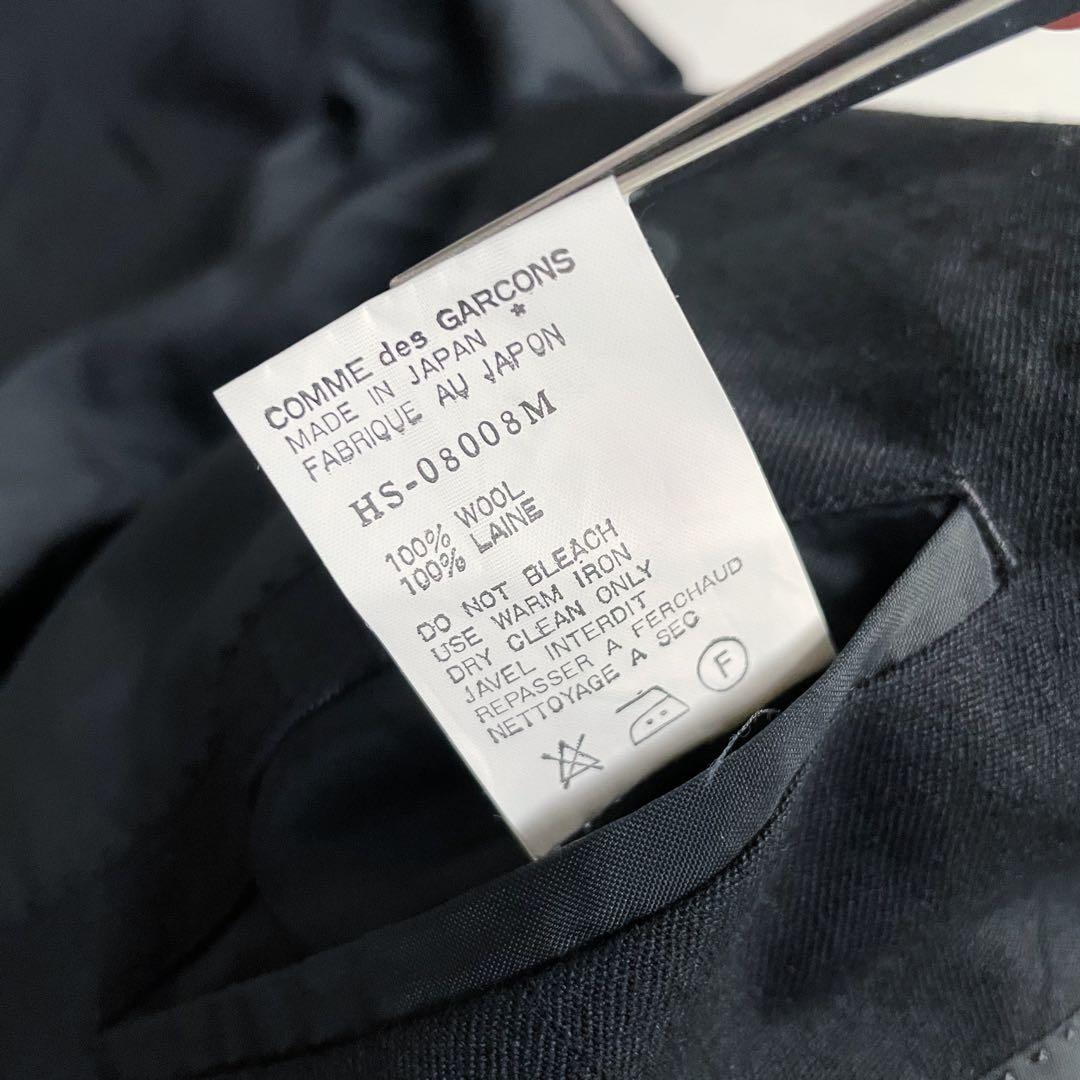 COMME des GARCONS
MADE IN JAPAN *
FABRIQUE AU JAPON
HS-08008M
100% WOOL
100% LAINE
DO NOT BLEACH
USE WARM IRON
DRY CLEAN ONLY
JAVEL INTERDIT
REPASSER A FERCHAUD
NETTOYAGE A SEC
F